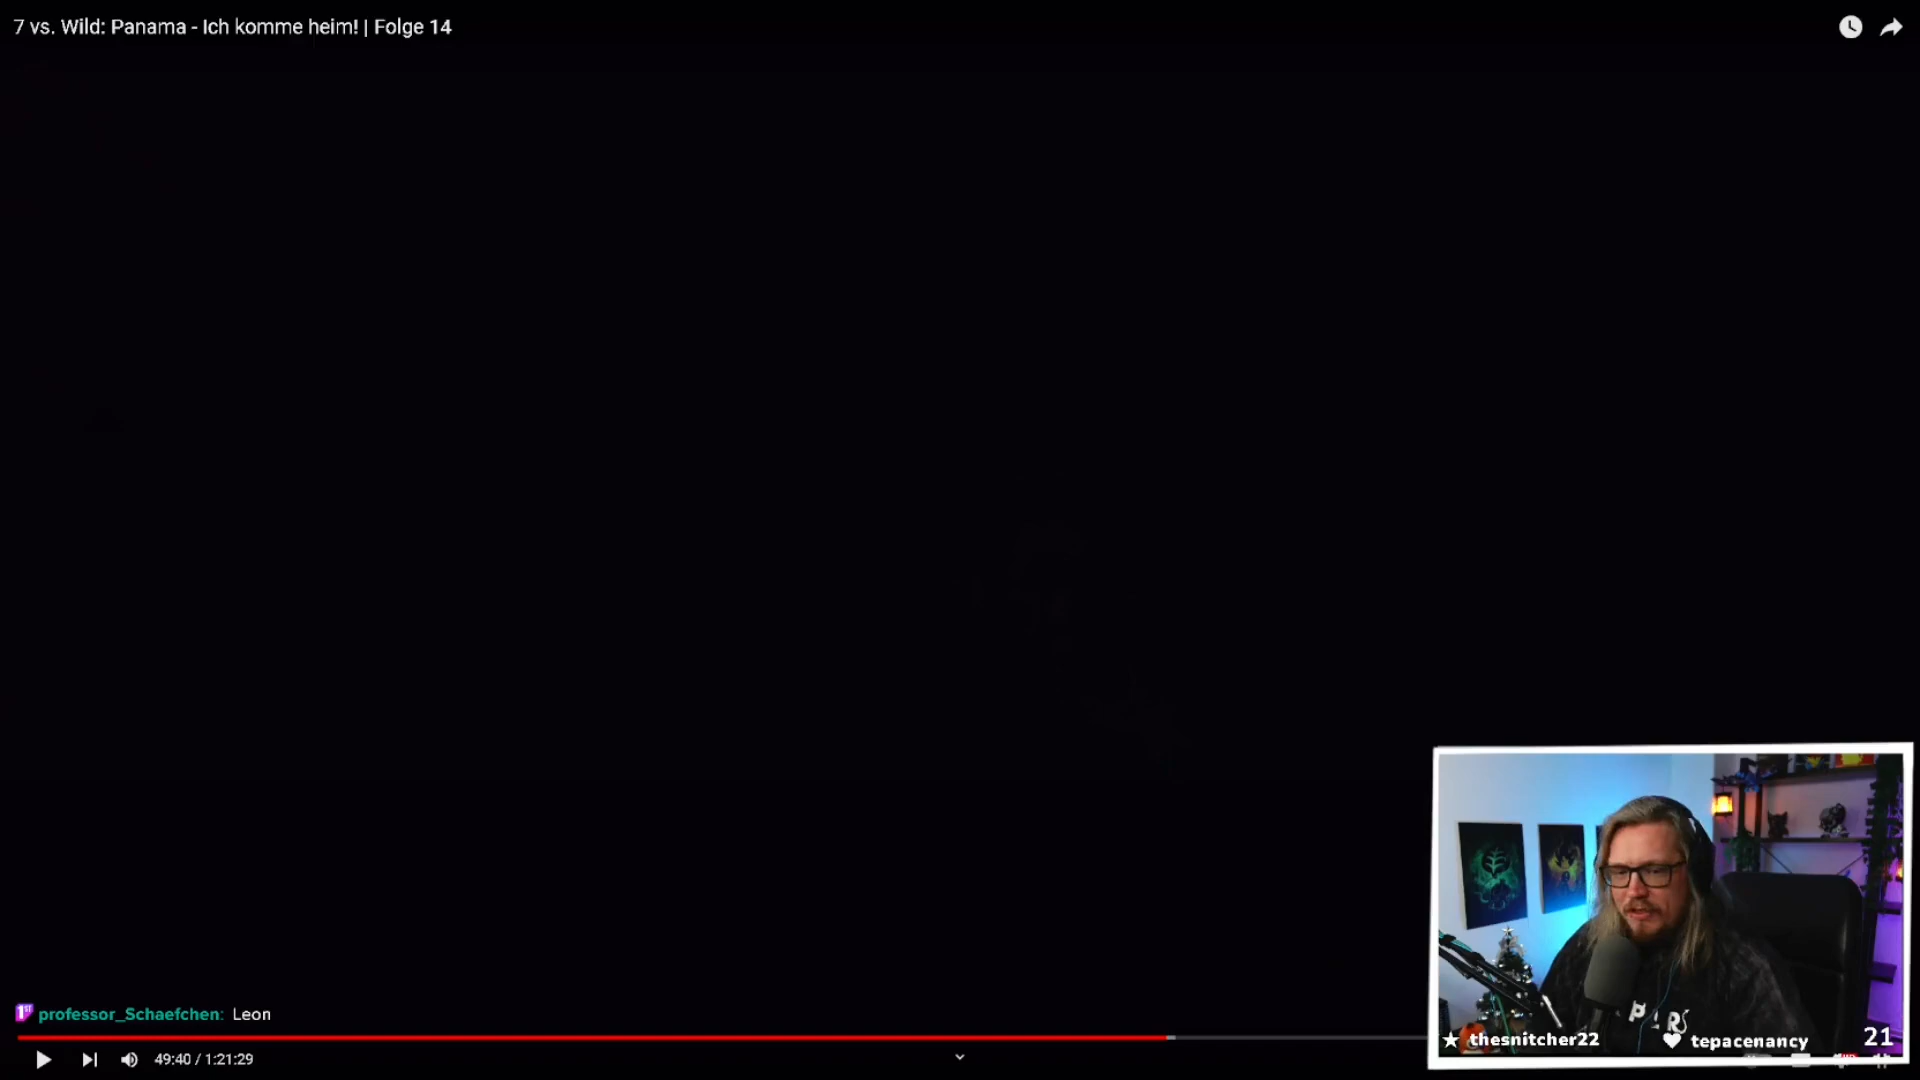 7 vs. Wild: Panama - Ich komme heim! | Folge 14
professor_Schaefchen: Leon
49:40 / 1:21:29
thesnitcher22
tepacenancy
21